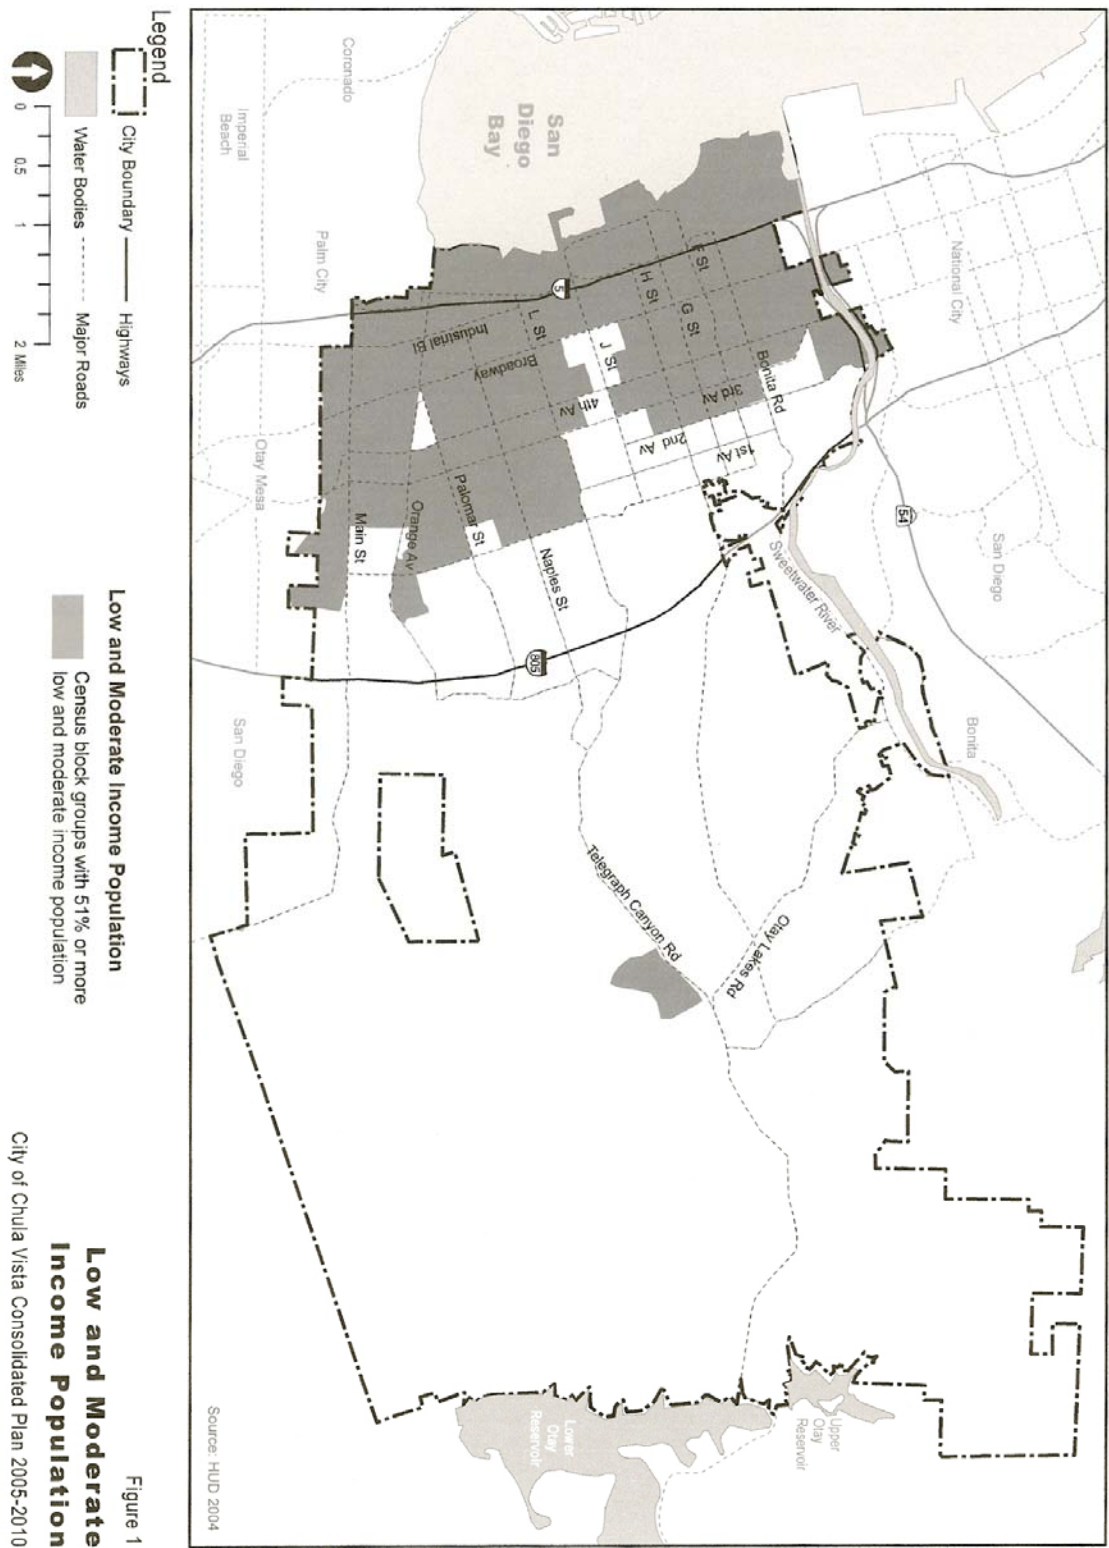 San
Diego
Bay
Coronado
Imperial
Beach
Palm City
Otay Mesa
San Diego
National City
San Diego
Bonita
54
5
805
Sweetwater River
F St
G St
H St
J St
L St
Bonita Rd
Industrial Bl
Broadway
4th Av
3rd Av
2nd Av
1st Av
Naples St
Palomar St
Orange Av
Main St
Telegraph Canyon Rd
Otay Lakes Rd
Upper
Otay
Reservoir
Lower
Otay
Reservoir
Source: HUD 2004
Legend
City Boundary
Highways
Water Bodies
Major Roads
0 0.5 1 2 Miles
Low and Moderate Income Population
Census block groups with 51% or more
low and moderate income population
Figure 1
Low and Moderate
Income Population
City of Chula Vista Consolidated Plan 2005-2010